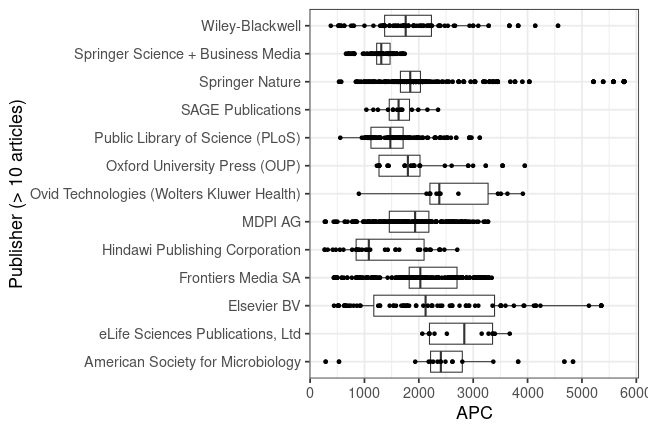 Publisher (> 10 articles)
Wiley-Blackwell
Springer Science + Business Media
Springer Nature
SAGE Publications
Public Library of Science (PLoS)
Oxford University Press (OUP)
Ovid Technologies (Wolters Kluwer Health)
MDPI AG
Hindawi Publishing Corporation
Frontiers Media SA
Elsevier BV
eLife Sciences Publications, Ltd
American Society for Microbiology
0 1000 2000 3000 4000 5000 6000
APC